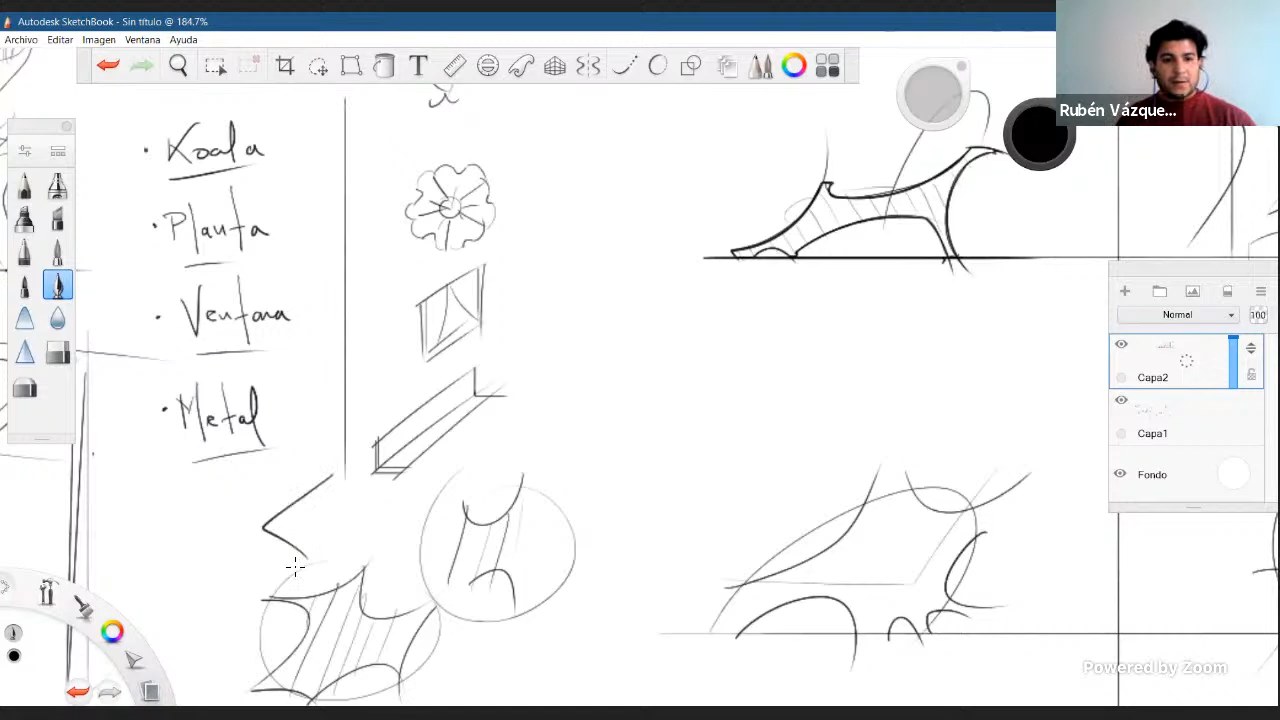 Autodesk SketchBook - Sin título @ 184.7%
Archivo Editar Imagen Ventana Ayuda
T
Rubén Vázque...
· Koala
· Planta
· Ventana
· Metal
Normal
100
Capa2
Capa1
Fondo
Powered by Zoom